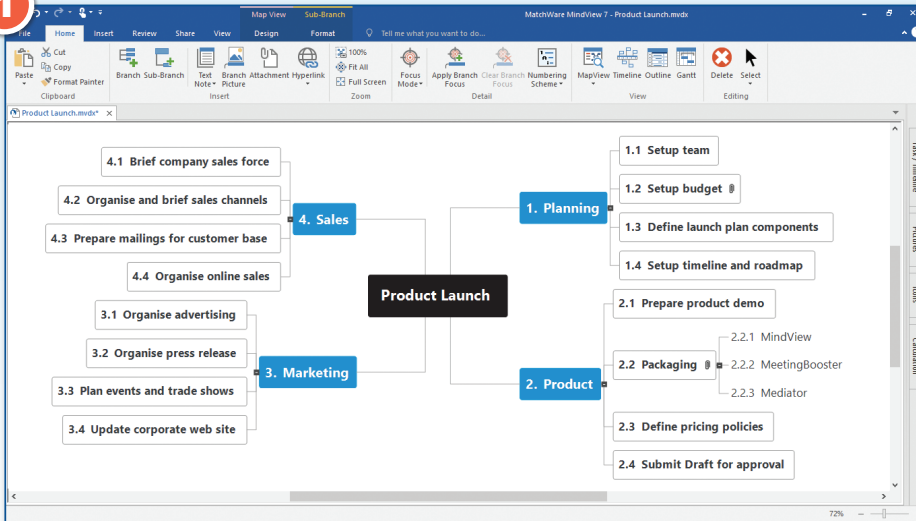 1
Map View Sub-Branch MatchWare MindView 7 - Product Launch.mvdx
File Home Insert Review Share View Design Format Tell me what you want to do...
Cut
Copy
Format Painter
Paste
Branch Sub-Branch Text Note Branch Picture Attachment Hyperlink
100%
Fit All
Full Screen
Focus Mode Apply Branch Focus Clear Branch Focus Numbering Scheme
MapView Timeline Outline Gantt
Delete Select
Clipboard Insert Zoom Detail View Editing
Product Launch.mvdx*
4.1 Brief company sales force
4.2 Organise and brief sales channels
4.3 Prepare mailings for customer base
4.4 Organise online sales
4. Sales
3.1 Organise advertising
3.2 Organise press release
3.3 Plan events and trade shows
3.4 Update corporate web site
3. Marketing
Product Launch
1. Planning
1.1 Setup team
1.2 Setup budget
1.3 Define launch plan components
1.4 Setup timeline and roadmap
2. Product
2.1 Prepare product demo
2.2 Packaging
2.2.1 MindView
2.2.2 MeetingBooster
2.2.3 Mediator
2.3 Define pricing policies
2.4 Submit Draft for approval
72%